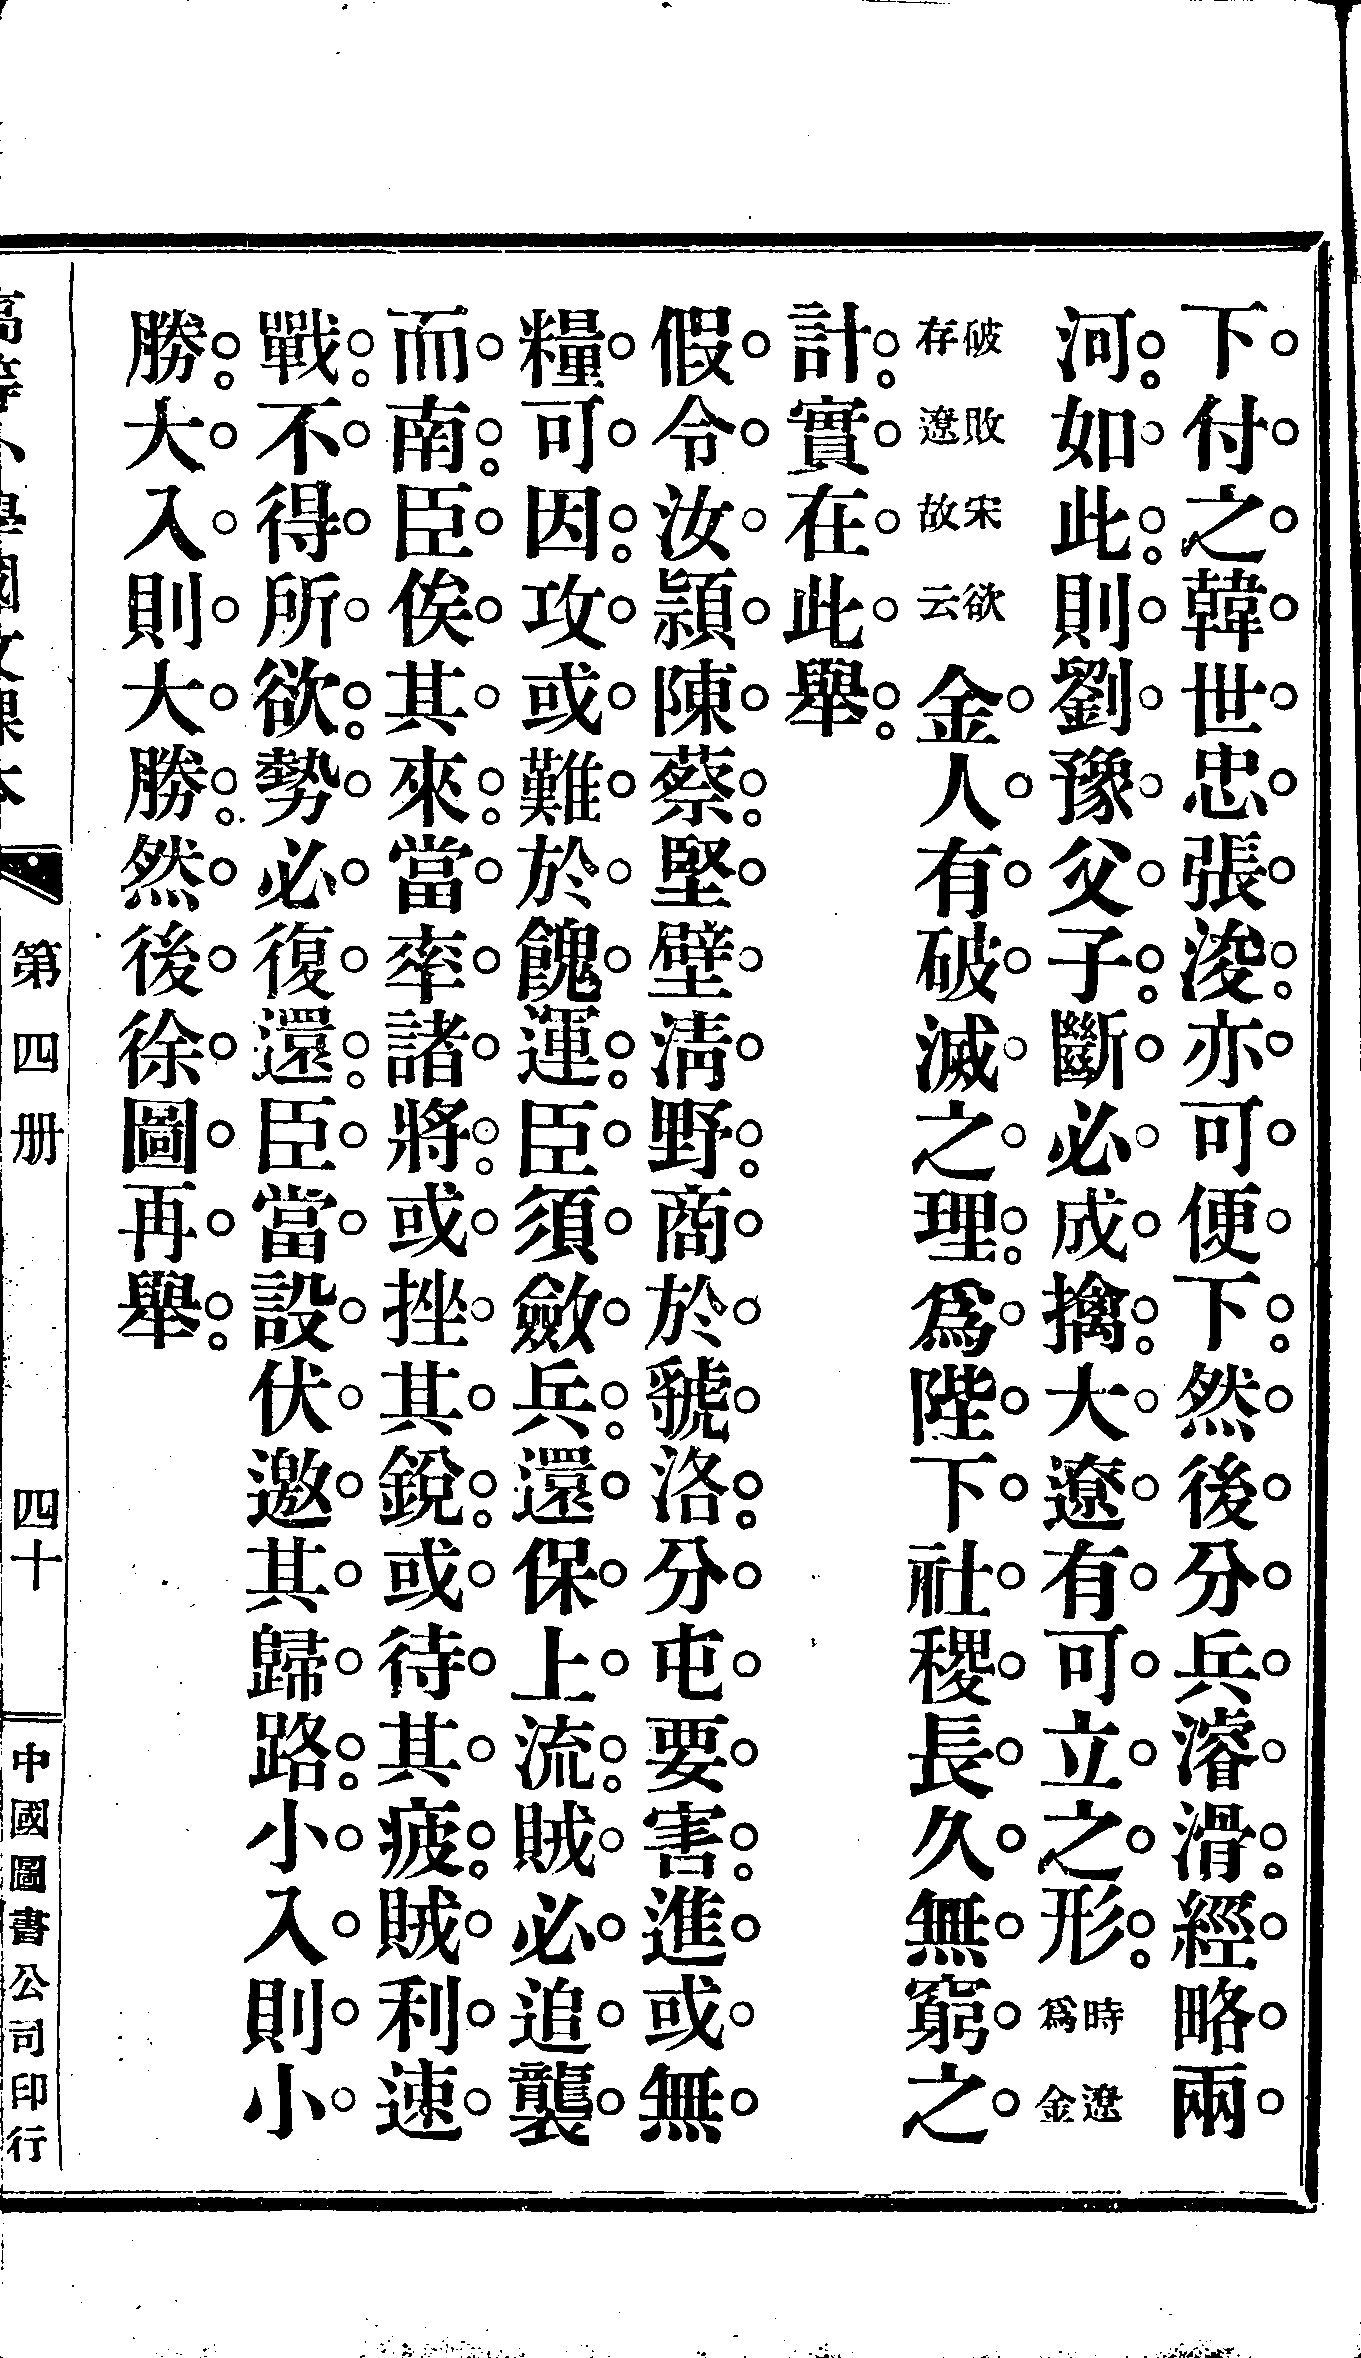 下付之韓世忠張浚亦可便下然後分兵濬滑經略兩
河如此則劉豫父子斷必成擒大遼有可立之形時遼爲金
破敗宋欲存遼故云金人有破滅之理爲陛下社稷長久無窮之
計實在此舉
假令汝潁陳蔡堅壁淸野商於虢洛分屯要害進或無
糧可因攻或難於餽運臣須斂兵還保上流賊必追襲
而南臣俟其來當率諸將或挫其銳或待其疲賊利速
戰不得所欲勢必復還臣當設伏邀其歸路小入則小
勝大入則大勝然後徐圖再舉
高等小學國文課本 第四册 四十 中國圖書公司印行